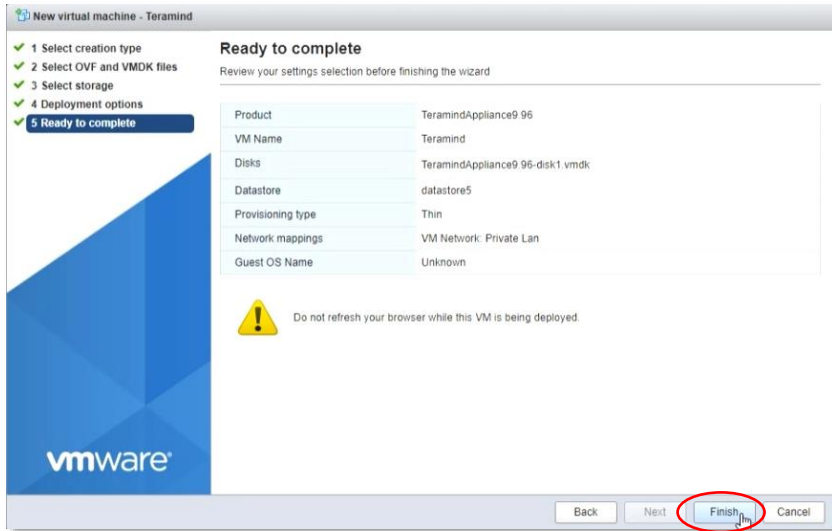 New virtual machine - Teramind
1 Select creation type
2 Select OVF and VMDK files
3 Select storage
4 Deployment options
5 Ready to complete
Ready to complete
Review your settings selection before finishing the wizard
Product TeramindAppliance9 96
VM Name Teramind
Disks TeramindAppliance9 96-disk1.vmdk
Datastore datastore5
Provisioning type Thin
Network mappings VM Network: Private Lan
Guest OS Name Unknown
Do not refresh your browser while this VM is being deployed.
vmware®
Back Next Finish Cancel